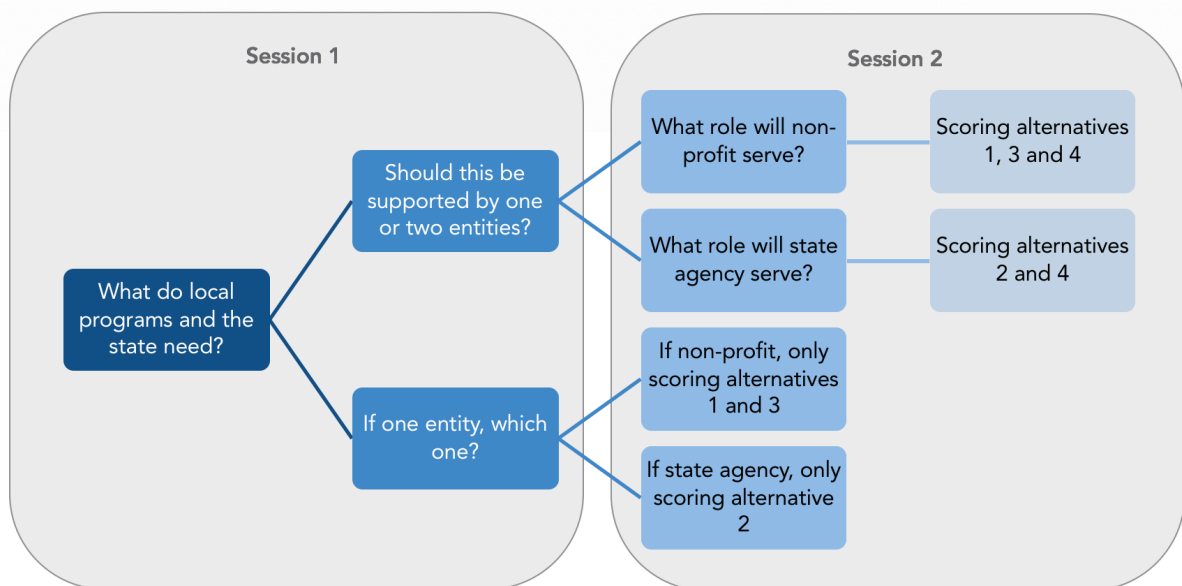 Session 1
What do local
programs and the
state need?
Should this be
supported by one
or two entities?
If one entity, which
one?
Session 2
What role will non-
profit serve?
Scoring alternatives
1, 3 and 4
What role will state
agency serve?
Scoring alternatives
2 and 4
If non-profit, only
scoring alternatives
1 and 3
If state agency, only
scoring alternative
2